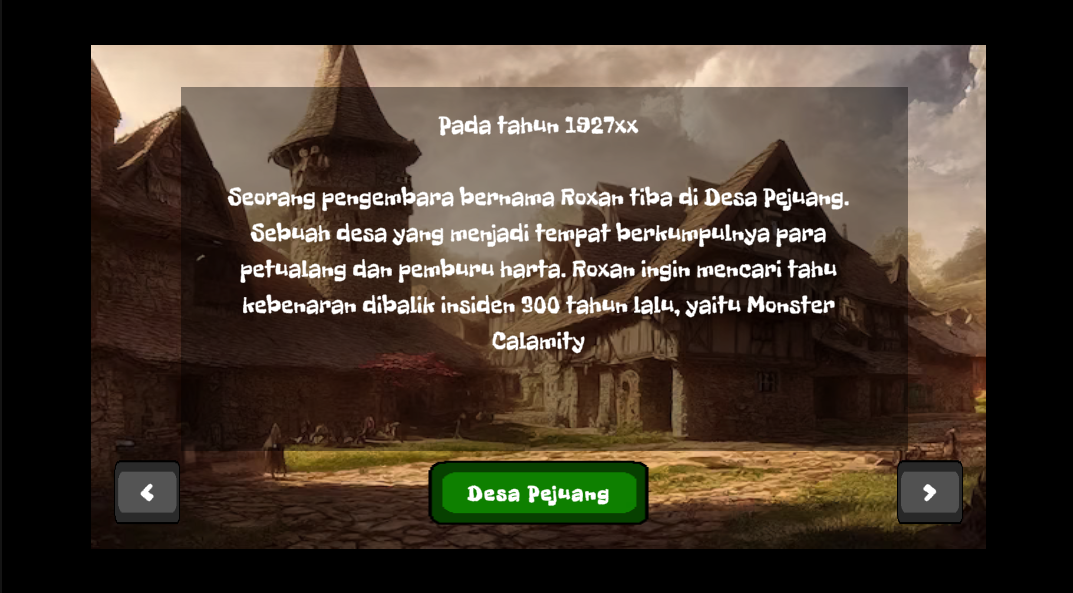 Pada tahun 1927xx
Seorang pengembara bernama Roxan tiba di Desa Pejuang.
Sebuah desa yang menjadi tempat berkumpulnya para
petualang dan pemburu harta. Roxan ingin mencari tahu
kebenaran dibalik insiden 300 tahun lalu, yaitu Monster
Calamity
Desa Pejuang